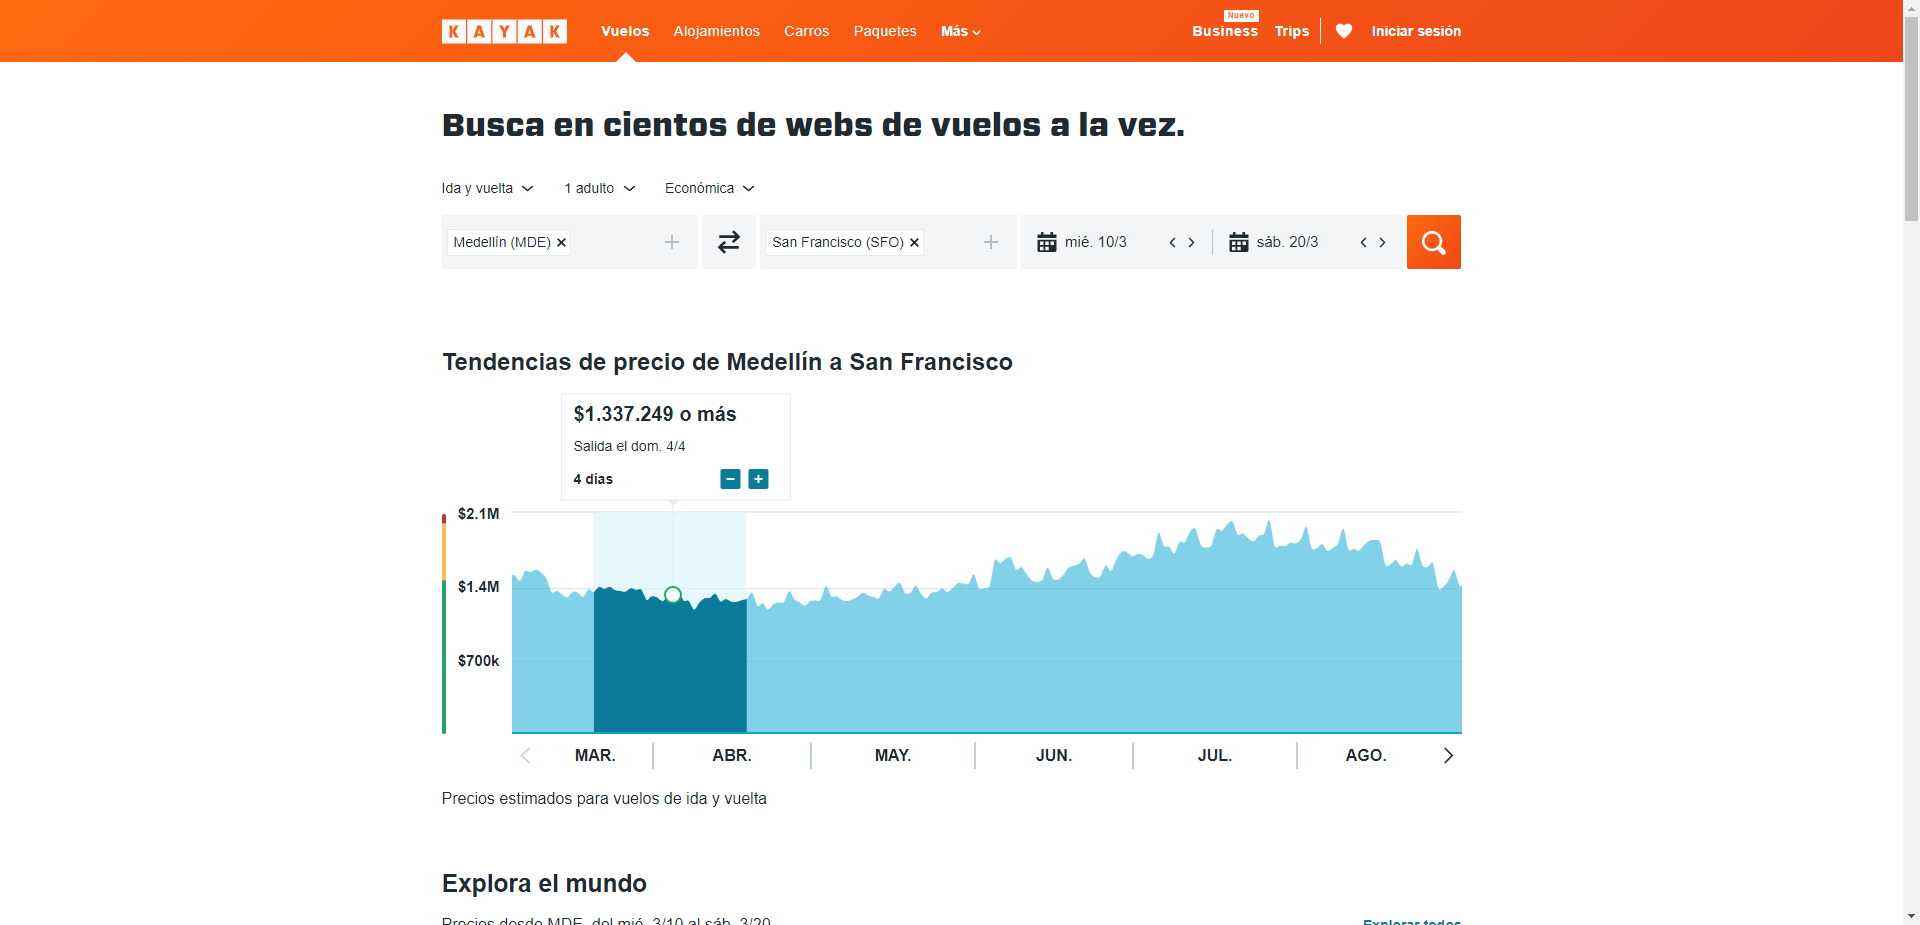 KAYAK
Vuelos
Alojamientos
Carros
Paquetes
Más
Nuevo
Business
Trips
Iniciar sesión
Busca en cientos de webs de vuelos a la vez.
Ida y vuelta
1 adulto
Económica
Medellín (MDE)
San Francisco (SFO)
mié. 10/3
sáb. 20/3
Tendencias de precio de Medellín a San Francisco
$1.337.249 o más
Salida el dom. 4/4
4 días
$2.1M
$1.4M
$700k
MAR.
ABR.
MAY.
JUN.
JUL.
AGO.
Precios estimados para vuelos de ida y vuelta
Explora el mundo
Precios desde MDE, del mié. 3/10 al sáb. 3/20
Explorar todos